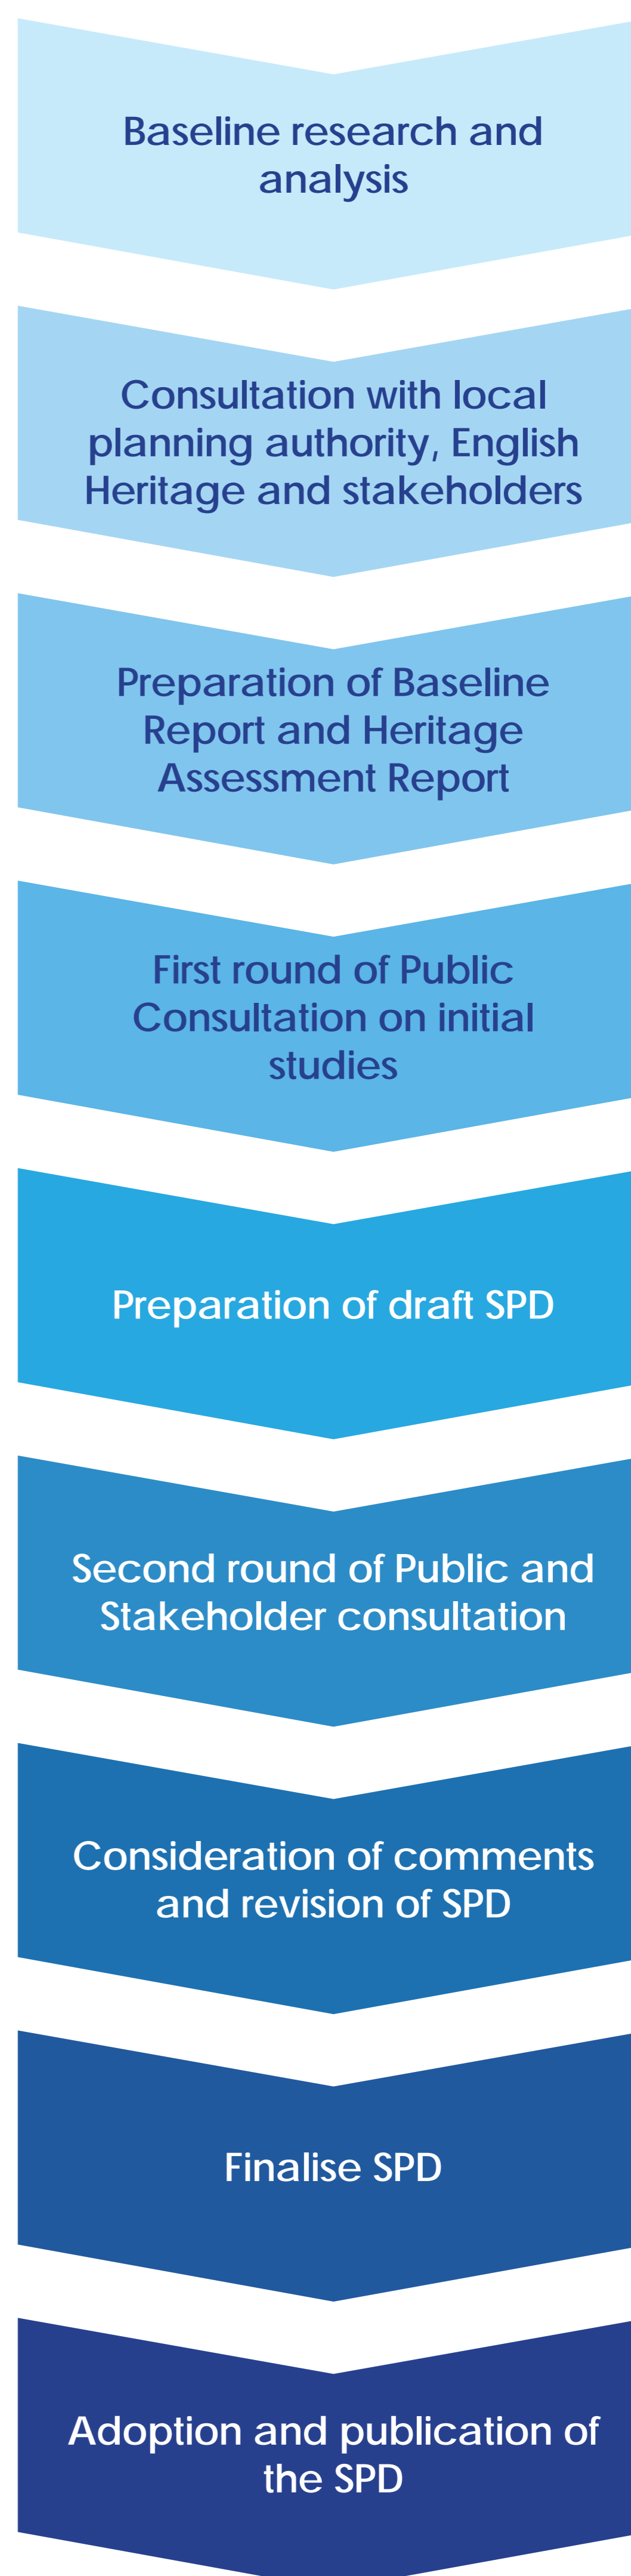 Baseline research and
analysis
Consultation with local
planning authority, English
Heritage and stakeholders
Preparation of Baseline
Report and Heritage
Assessment Report
First round of Public
Consultation on initial
studies
Preparation of draft SPD
Second round of Public and
Stakeholder consultation
Consideration of comments
and revision of SPD
Finalise SPD
Adoption and publication of
the SPD